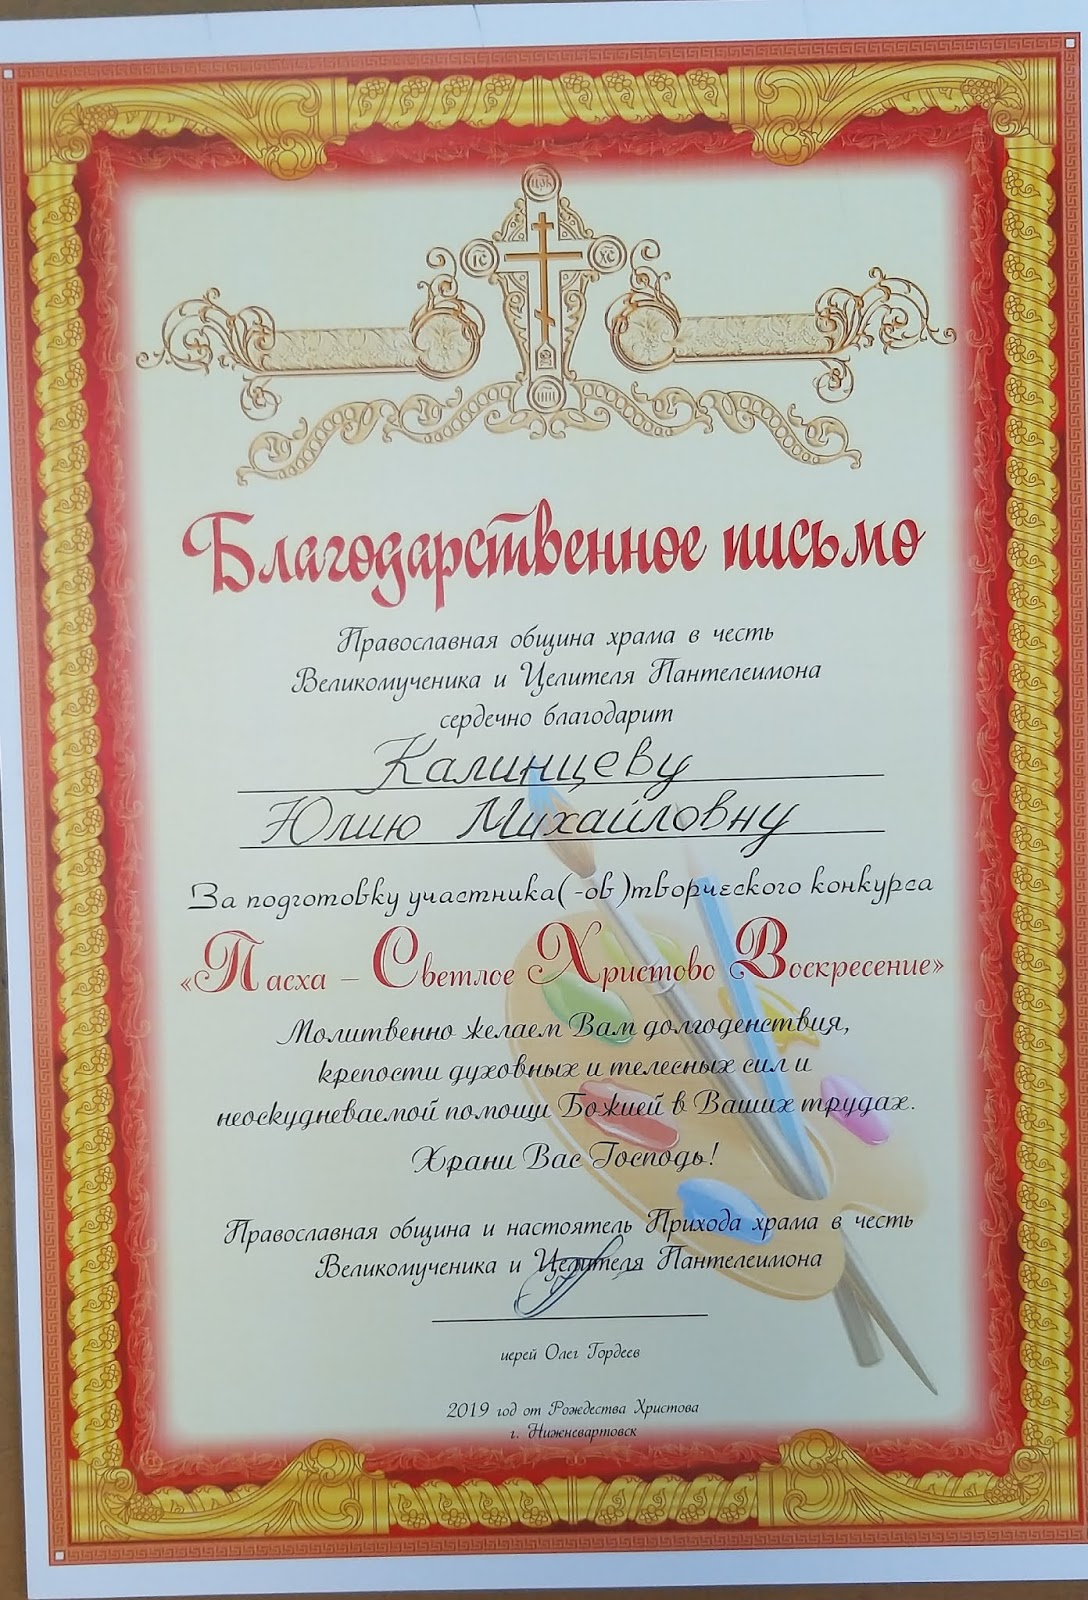 ЦРЬ
IC
ХС
Благодарственное письмо
Православная община храма в честь
Великомученика и Целителя Пантелеимона
сердечно благодарит
Калинцеву
Юлию Михайловну
За подготовку участника(-ов)творческого конкурса
«Пасха – Светлое Христово Воскресение»
Молитвенно желаем Вам долгоденствия,
крепости духовных и телесных сил и
неоскудневаемой помощи Божией в Ваших трудах.
Храни Вас Господь!
Православная община и настоятель Прихода храма в честь
Великомученика и Целителя Пантелеимона
иерей Олег Гордеев
2019 год от Рождества Христова
г. Нижневартовск